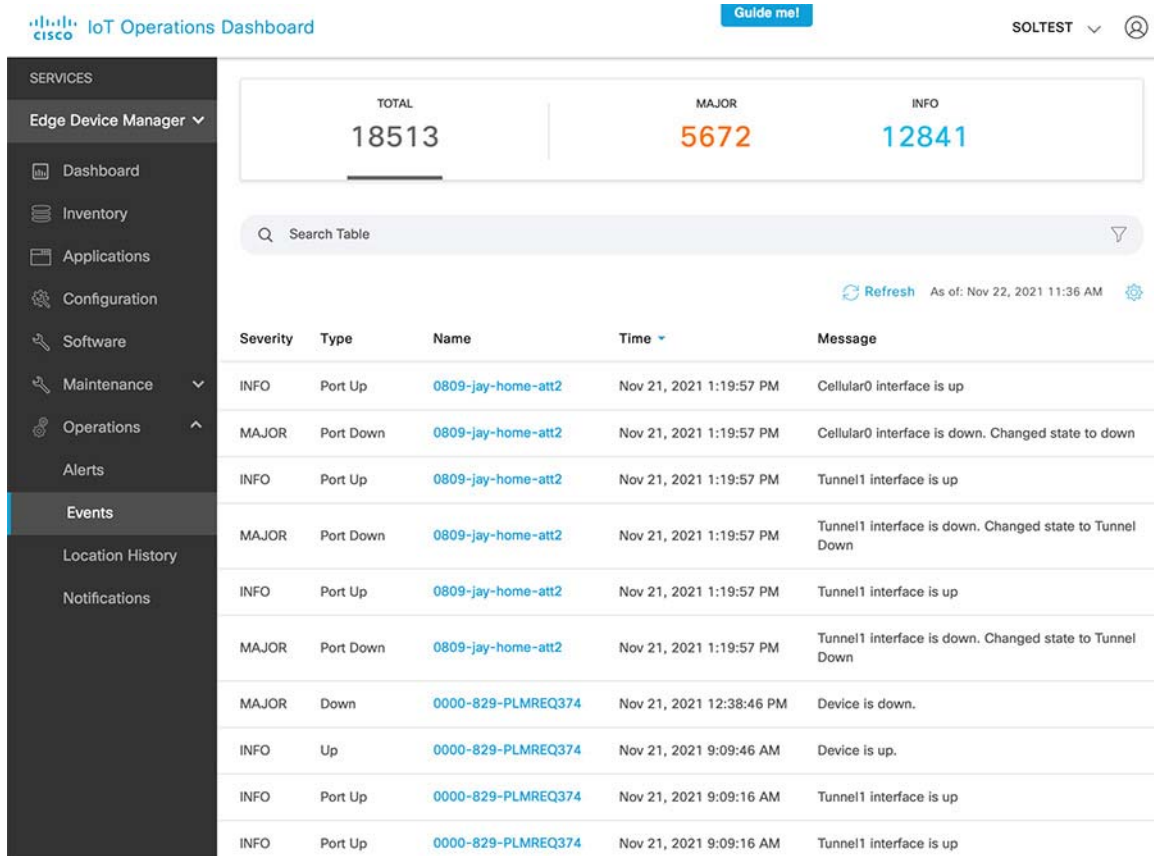 CISCO IoT Operations Dashboard
Guide me!
SOLTEST
SERVICES
Edge Device Manager
Dashboard
Inventory
Applications
Configuration
Software
Maintenance
Operations
Alerts
Events
Location History
Notifications
TOTAL MAJOR INFO
18513 5672 12841
Search Table
Refresh As of: Nov 22, 2021 11:36 AM
Severity Type Name Time Message
INFO Port Up 0809-jay-home-att2 Nov 21, 2021 1:19:57 PM Cellular0 interface is up
MAJOR Port Down 0809-jay-home-att2 Nov 21, 2021 1:19:57 PM Cellular0 interface is down. Changed state to down
INFO Port Up 0809-jay-home-att2 Nov 21, 2021 1:19:57 PM Tunnel1 interface is up
MAJOR Port Down 0809-jay-home-att2 Nov 21, 2021 1:19:57 PM Tunnel1 interface is down. Changed state to Tunnel
Down
INFO Port Up 0809-jay-home-att2 Nov 21, 2021 1:19:57 PM Tunnel1 interface is up
MAJOR Port Down 0809-jay-home-att2 Nov 21, 2021 1:19:57 PM Tunnel1 interface is down. Changed state to Tunnel
Down
MAJOR Down 0000-829-PLMREQ374 Nov 21, 2021 12:38:46 PM Device is down.
INFO Up 0000-829-PLMREQ374 Nov 21, 2021 9:09:46 AM Device is up.
INFO Port Up 0000-829-PLMREQ374 Nov 21, 2021 9:09:16 AM Tunnel1 interface is up
INFO Port Up 0000-829-PLMREQ374 Nov 21, 2021 9:09:16 AM Tunnel1 interface is up